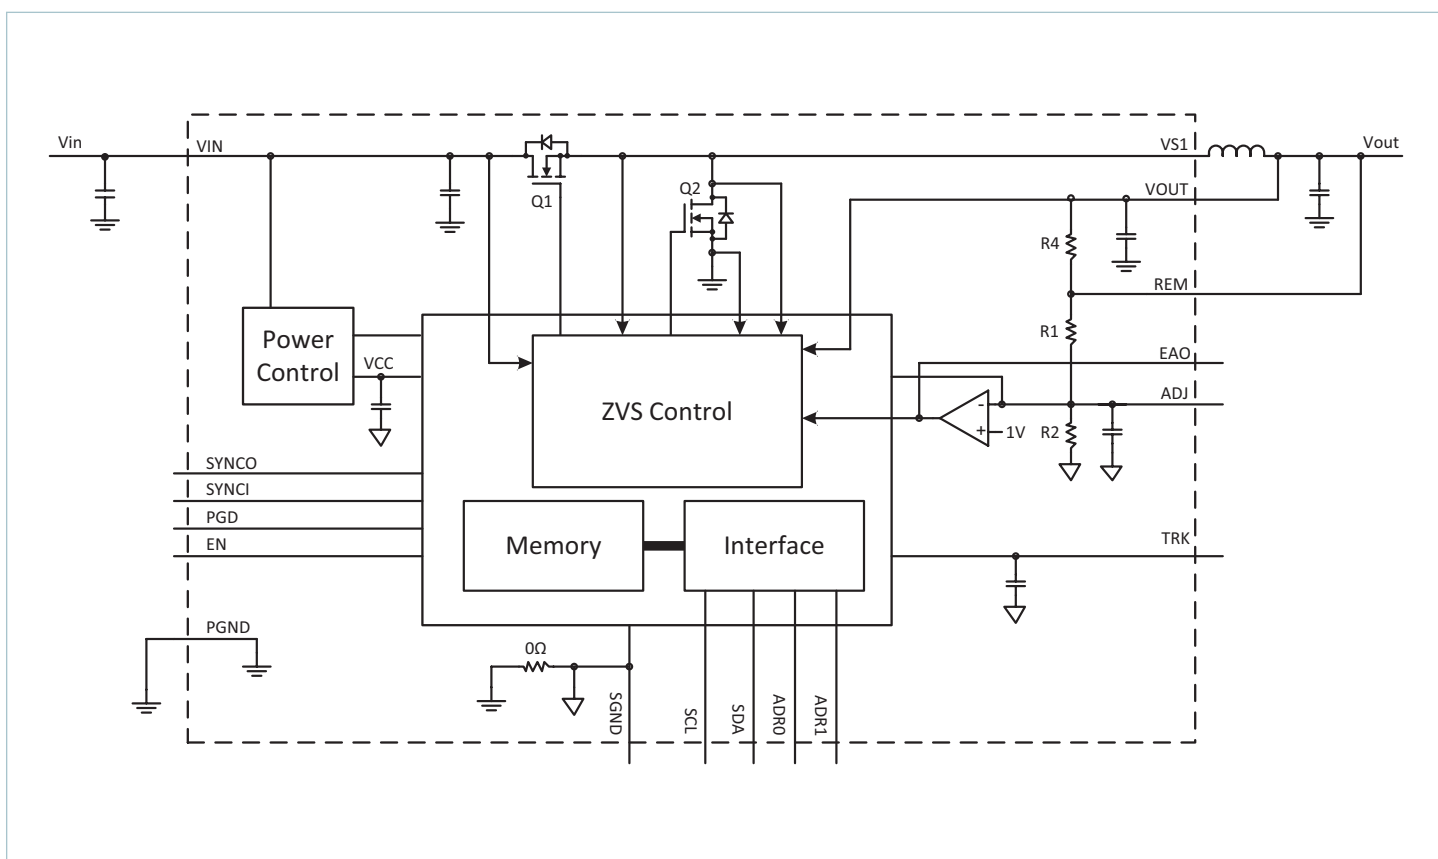 Vin
VIN
VS1
Vout
Q1
Q2
VOUT
R4
REM
Power
Control
R1
VCC
EAO
ZVS Control
-
ADJ
+
1V
R2
SYNCO
SYNCI
PGD
EN
Memory
Interface
TRK
PGND
0Ω
SGND
SCL
SDA
ADR0
ADR1